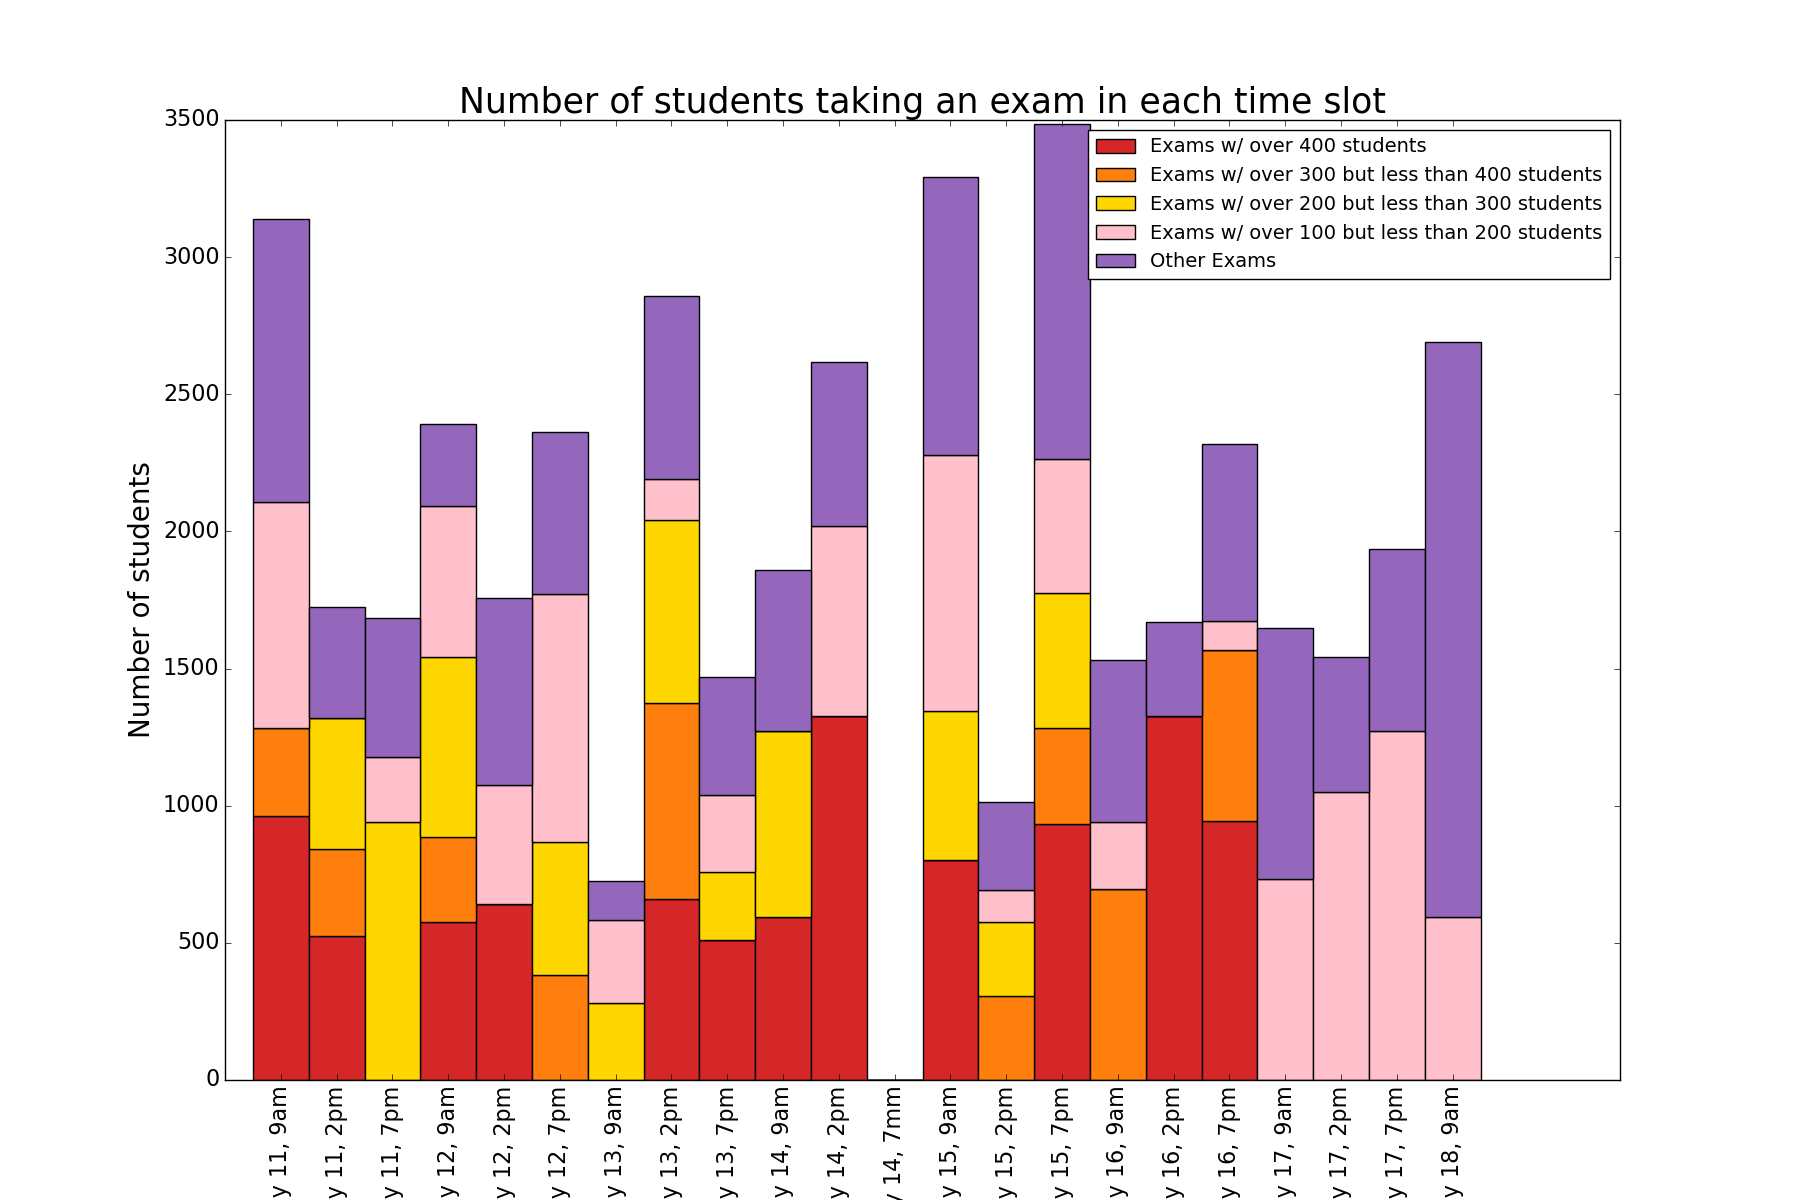 Number of students taking an exam in each time slot
Number of students
3500
3000
2500
2000
1500
1000
500
0
Exams w/ over 400 students
Exams w/ over 300 but less than 400 students
Exams w/ over 200 but less than 300 students
Exams w/ over 100 but less than 200 students
Other Exams
y 11, 9am
y 11, 2pm
y 11, 7pm
y 12, 9am
y 12, 2pm
y 12, 7pm
y 13, 9am
y 13, 2pm
y 13, 7pm
y 14, 9am
y 14, 2pm
y 14, 7mm
y 15, 9am
y 15, 2pm
y 15, 7pm
y 16, 9am
y 16, 2pm
y 16, 7pm
y 17, 9am
y 17, 2pm
y 17, 7pm
y 18, 9am